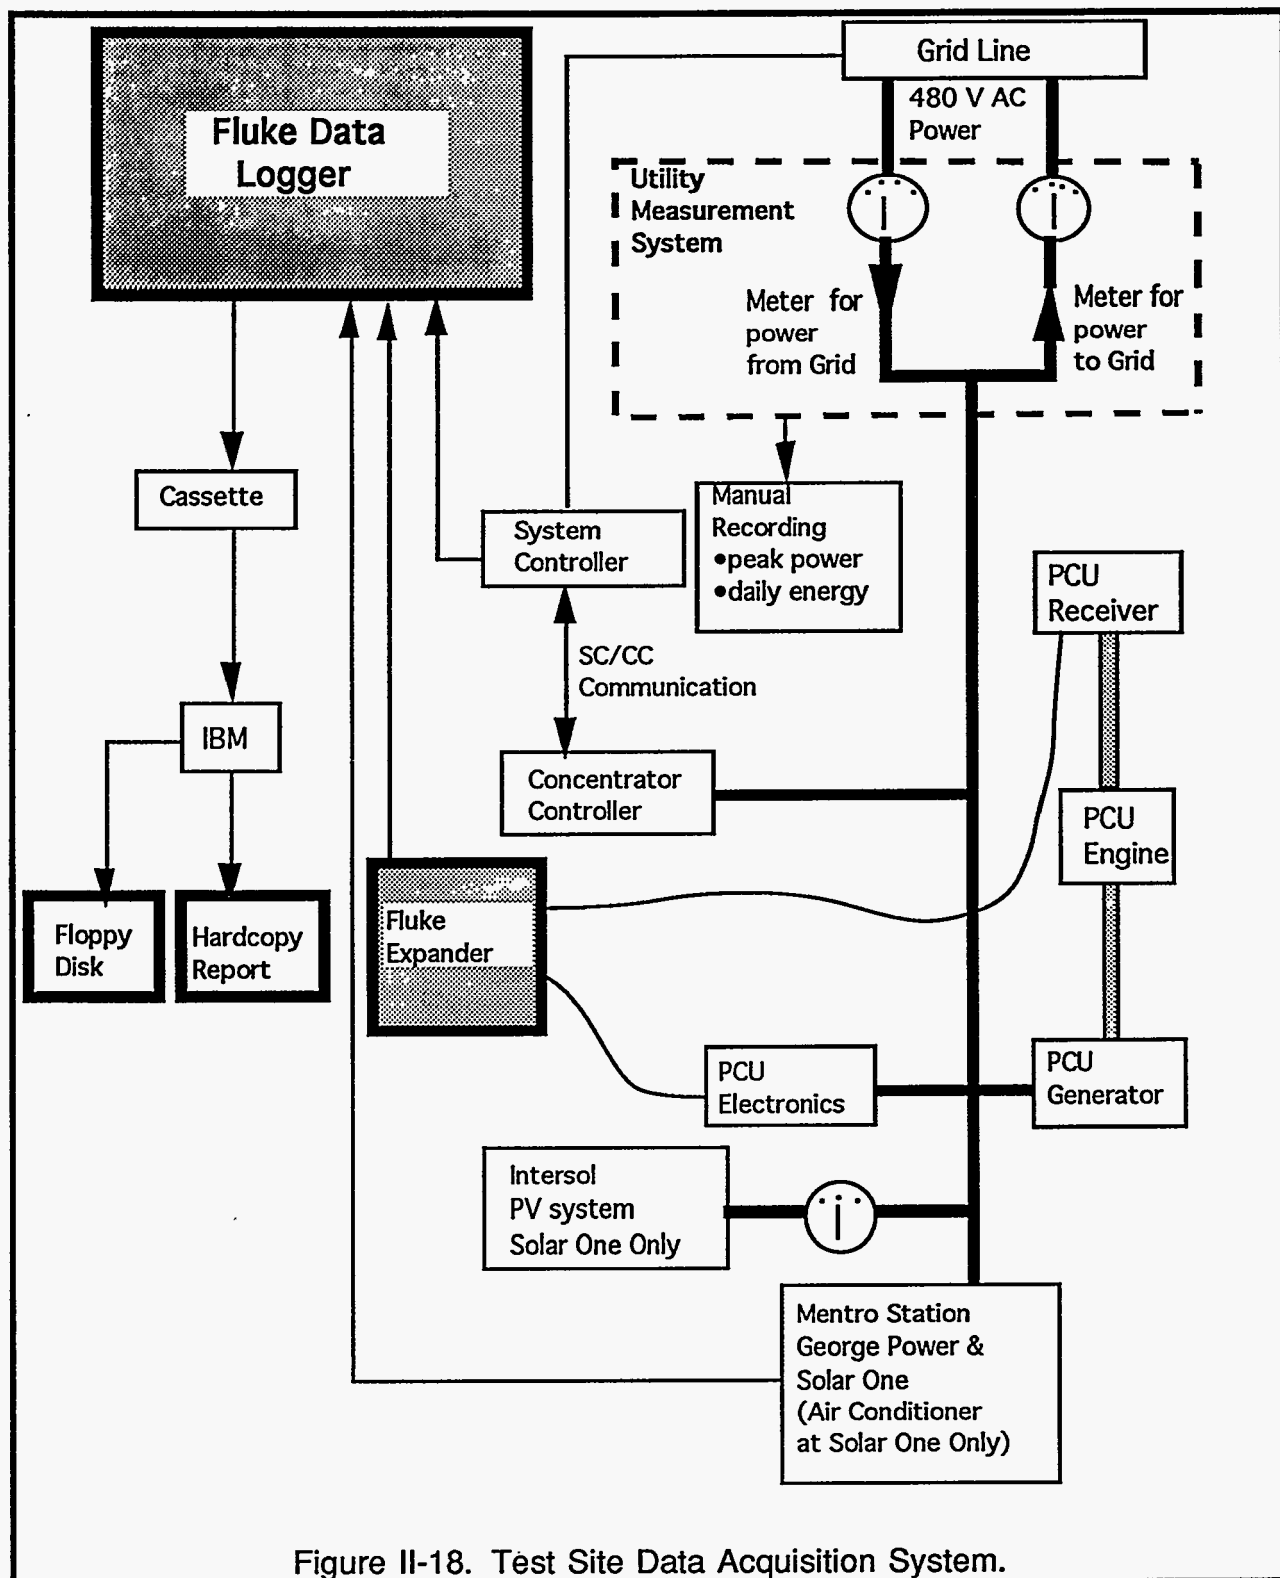 Fluke Data
Logger
Grid Line
480 V AC
Power
Utility
Measurement
System
Meter for
power
from Grid
Meter for
power
to Grid
Cassette
System
Controller
Manual
Recording
•peak power
•daily energy
PCU
Receiver
SC/CC
Communication
IBM
Concentrator
Controller
PCU
Engine
Floppy
Disk
Hardcopy
Report
Fluke
Expander
PCU
Electronics
PCU
Generator
Intersol
PV system
Solar One Only
Mentro Station
George Power &
Solar One
(Air Conditioner
at Solar One Only)
Figure II-18. Test Site Data Acquisition System.